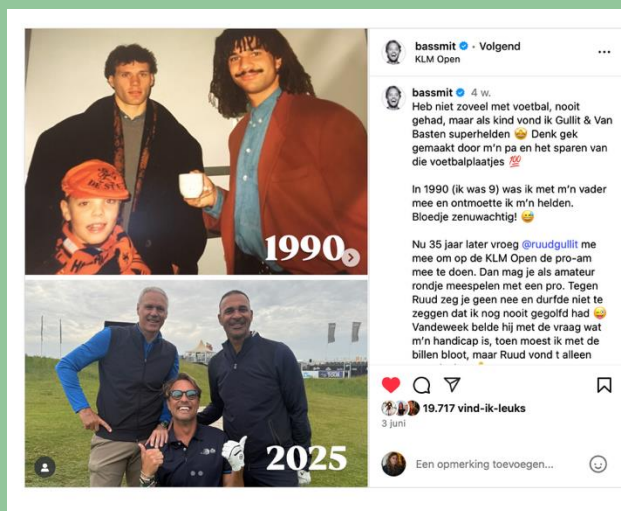 bassmit • Volgend
KLM Open
bassmit 4 w.
Heb niet zoveel met voetbal, nooit
gehad, maar als kind vond ik Gullit & Van
Basten superhelden 🤩 Denk gek
gemaakt door m'n pa en het sparen van
die voetbalplaatjes 💯
In 1990 (ik was 9) was ik met m'n vader
mee en ontmoette ik m'n helden.
Bloedje zenuwachtig! 😅
Nu 35 jaar later vroeg @ruudgullit me
mee om op de KLM Open de pro-am
mee te doen. Dan mag je als amateur
rondje meespelen met een pro. Tegen
Ruud zeg je geen nee en durfde niet te
zeggen dat ik nog nooit gegolfd had 😜
Vandeweek belde hij met de vraag wat
m'n handicap is, toen moest ik met de
billen bloot, maar Ruud vond t alleen
1990
2025
19.717 vind-ik-leuks
3 juni
Een opmerking toevoegen...